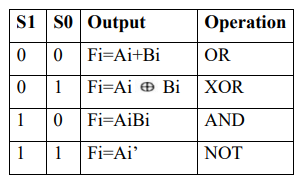 S1 S0 Output Operation
0 0 Fi=Ai+Bi OR
0 1 Fi=Ai ⊕ Bi XOR
1 0 Fi=AiBi AND
1 1 Fi=Ai’ NOT